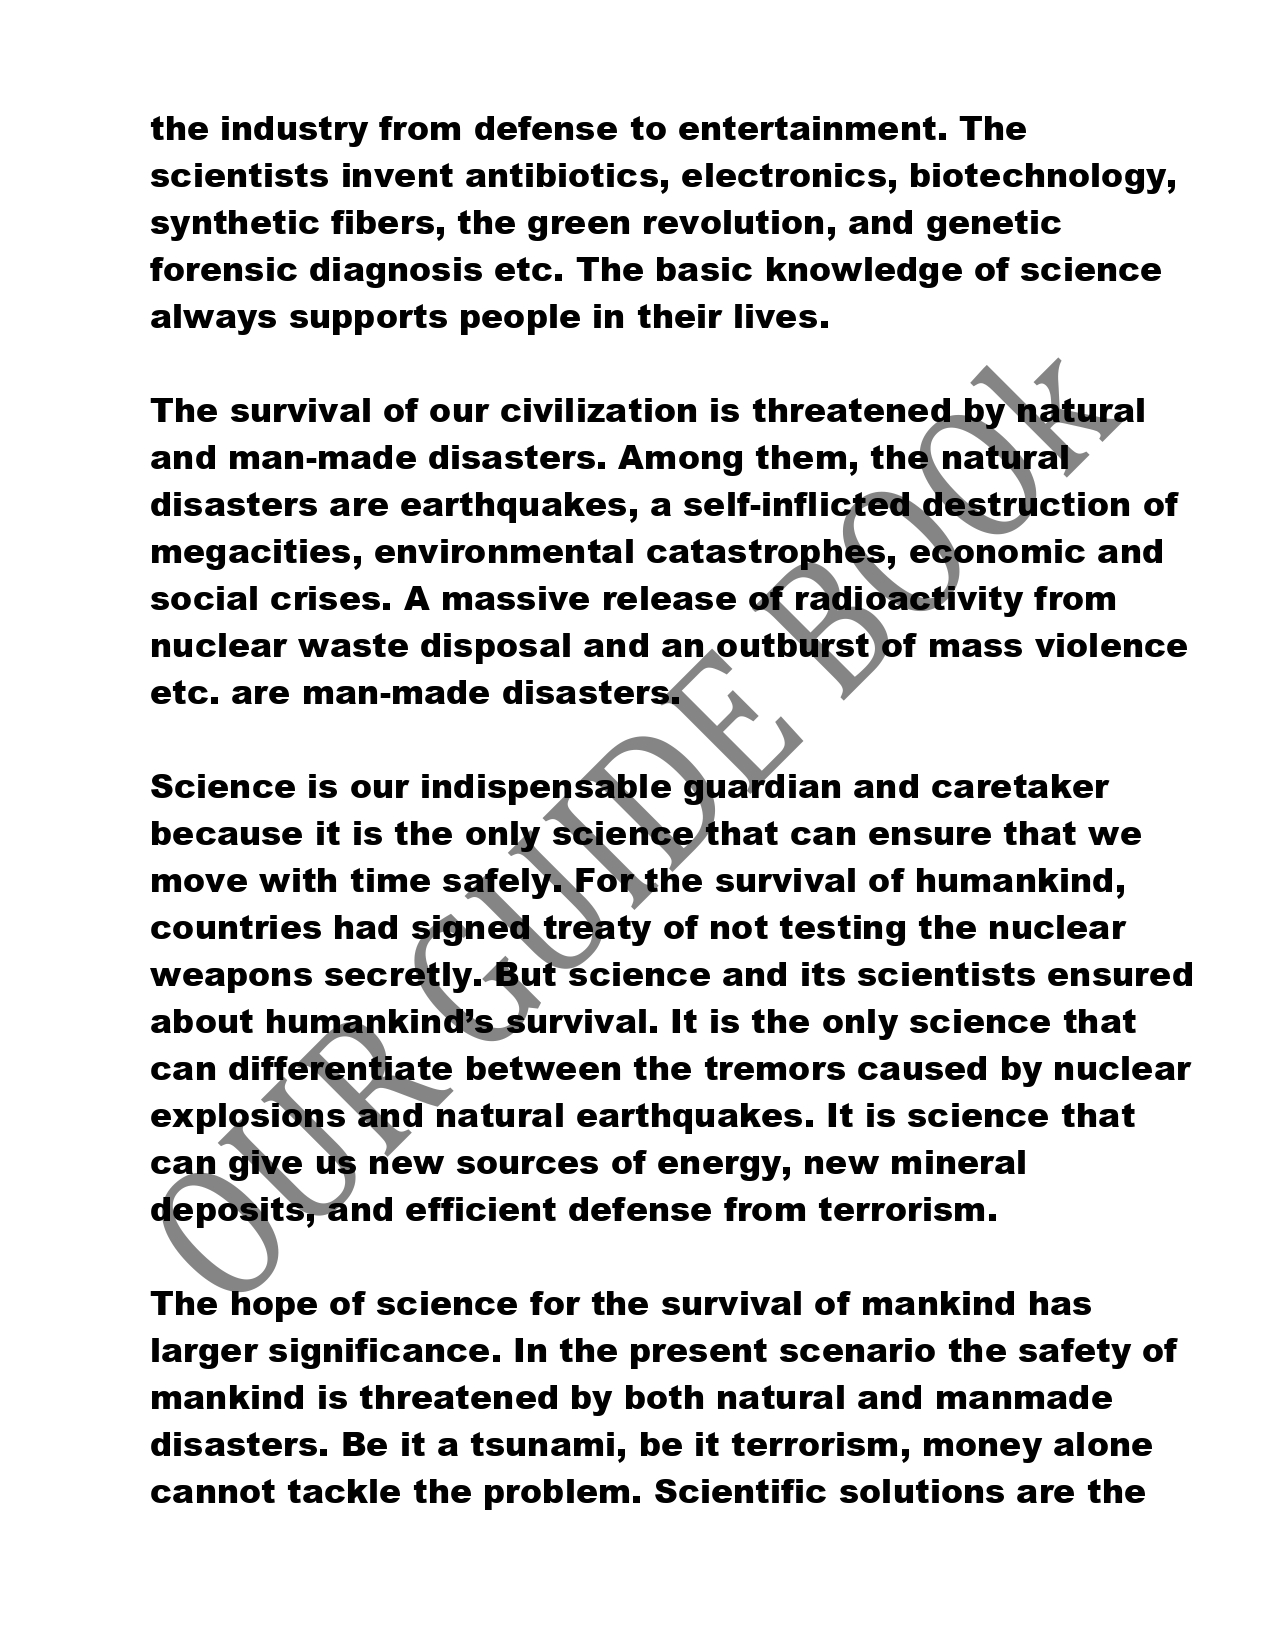 the industry from defense to entertainment. The
scientists invent antibiotics, electronics, biotechnology,
synthetic fibers, the green revolution, and genetic
forensic diagnosis etc. The basic knowledge of science
always supports people in their lives.
The survival of our civilization is threatened by natural
and man-made disasters. Among them, the natural
disasters are earthquakes, a self-inflicted destruction of
megacities, environmental catastrophes, economic and
social crises. A massive release of radioactivity from
nuclear waste disposal and an outburst of mass violence
etc. are man-made disasters.
Science is our indispensable guardian and caretaker
because it is the only science that can ensure that we
move with time safely. For the survival of humankind,
countries had signed treaty of not testing the nuclear
weapons secretly. But science and its scientists ensured
about humankind’s survival. It is the only science that
can differentiate between the tremors caused by nuclear
explosions and natural earthquakes. It is science that
can give us new sources of energy, new mineral
deposits, and efficient defense from terrorism.
The hope of science for the survival of mankind has
larger significance. In the present scenario the safety of
mankind is threatened by both natural and manmade
disasters. Be it a tsunami, be it terrorism, money alone
cannot tackle the problem. Scientific solutions are the
OUR GUIDE BOOk